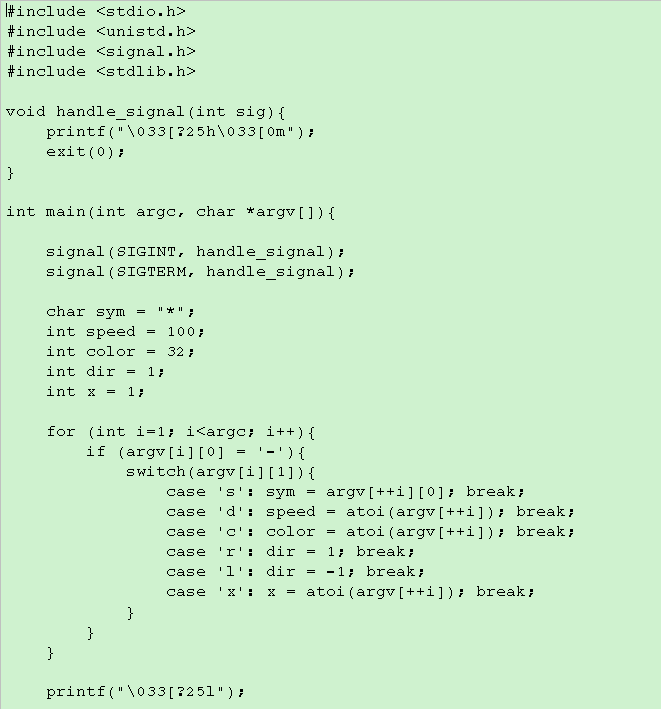 #include <stdio.h>
#include <unistd.h>
#include <signal.h>
#include <stdlib.h>

void handle_signal(int sig){
    printf("\033[?25h\033[0m");
    exit(0);
}

int main(int argc, char *argv[]){

    signal(SIGINT, handle_signal);
    signal(SIGTERM, handle_signal);

    char sym = "*";
    int speed = 100;
    int color = 32;
    int dir = 1;
    int x = 1;

    for (int i=1; i<argc; i++){
        if (argv[i][0] = '-'){
            switch(argv[i][1]){
                case 's': sym = argv[++i][0]; break;
                case 'd': speed = atoi(argv[++i]); break;
                case 'c': color = atoi(argv[++i]); break;
                case 'r': dir = 1; break;
                case 'l': dir = -1; break;
                case 'x': x = atoi(argv[++i]); break;
            }
        }
    }

    printf("\033[?25l");